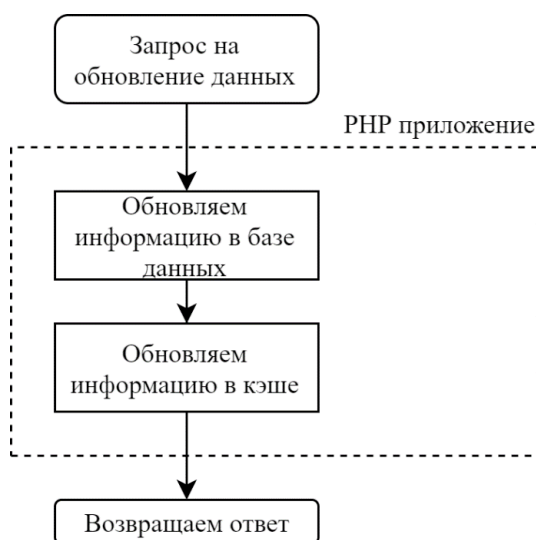 Запрос на
обновление данных
PHP приложение
Обновляем
информацию в базе
данных
Обновляем
информацию в кэше
Возвращаем ответ